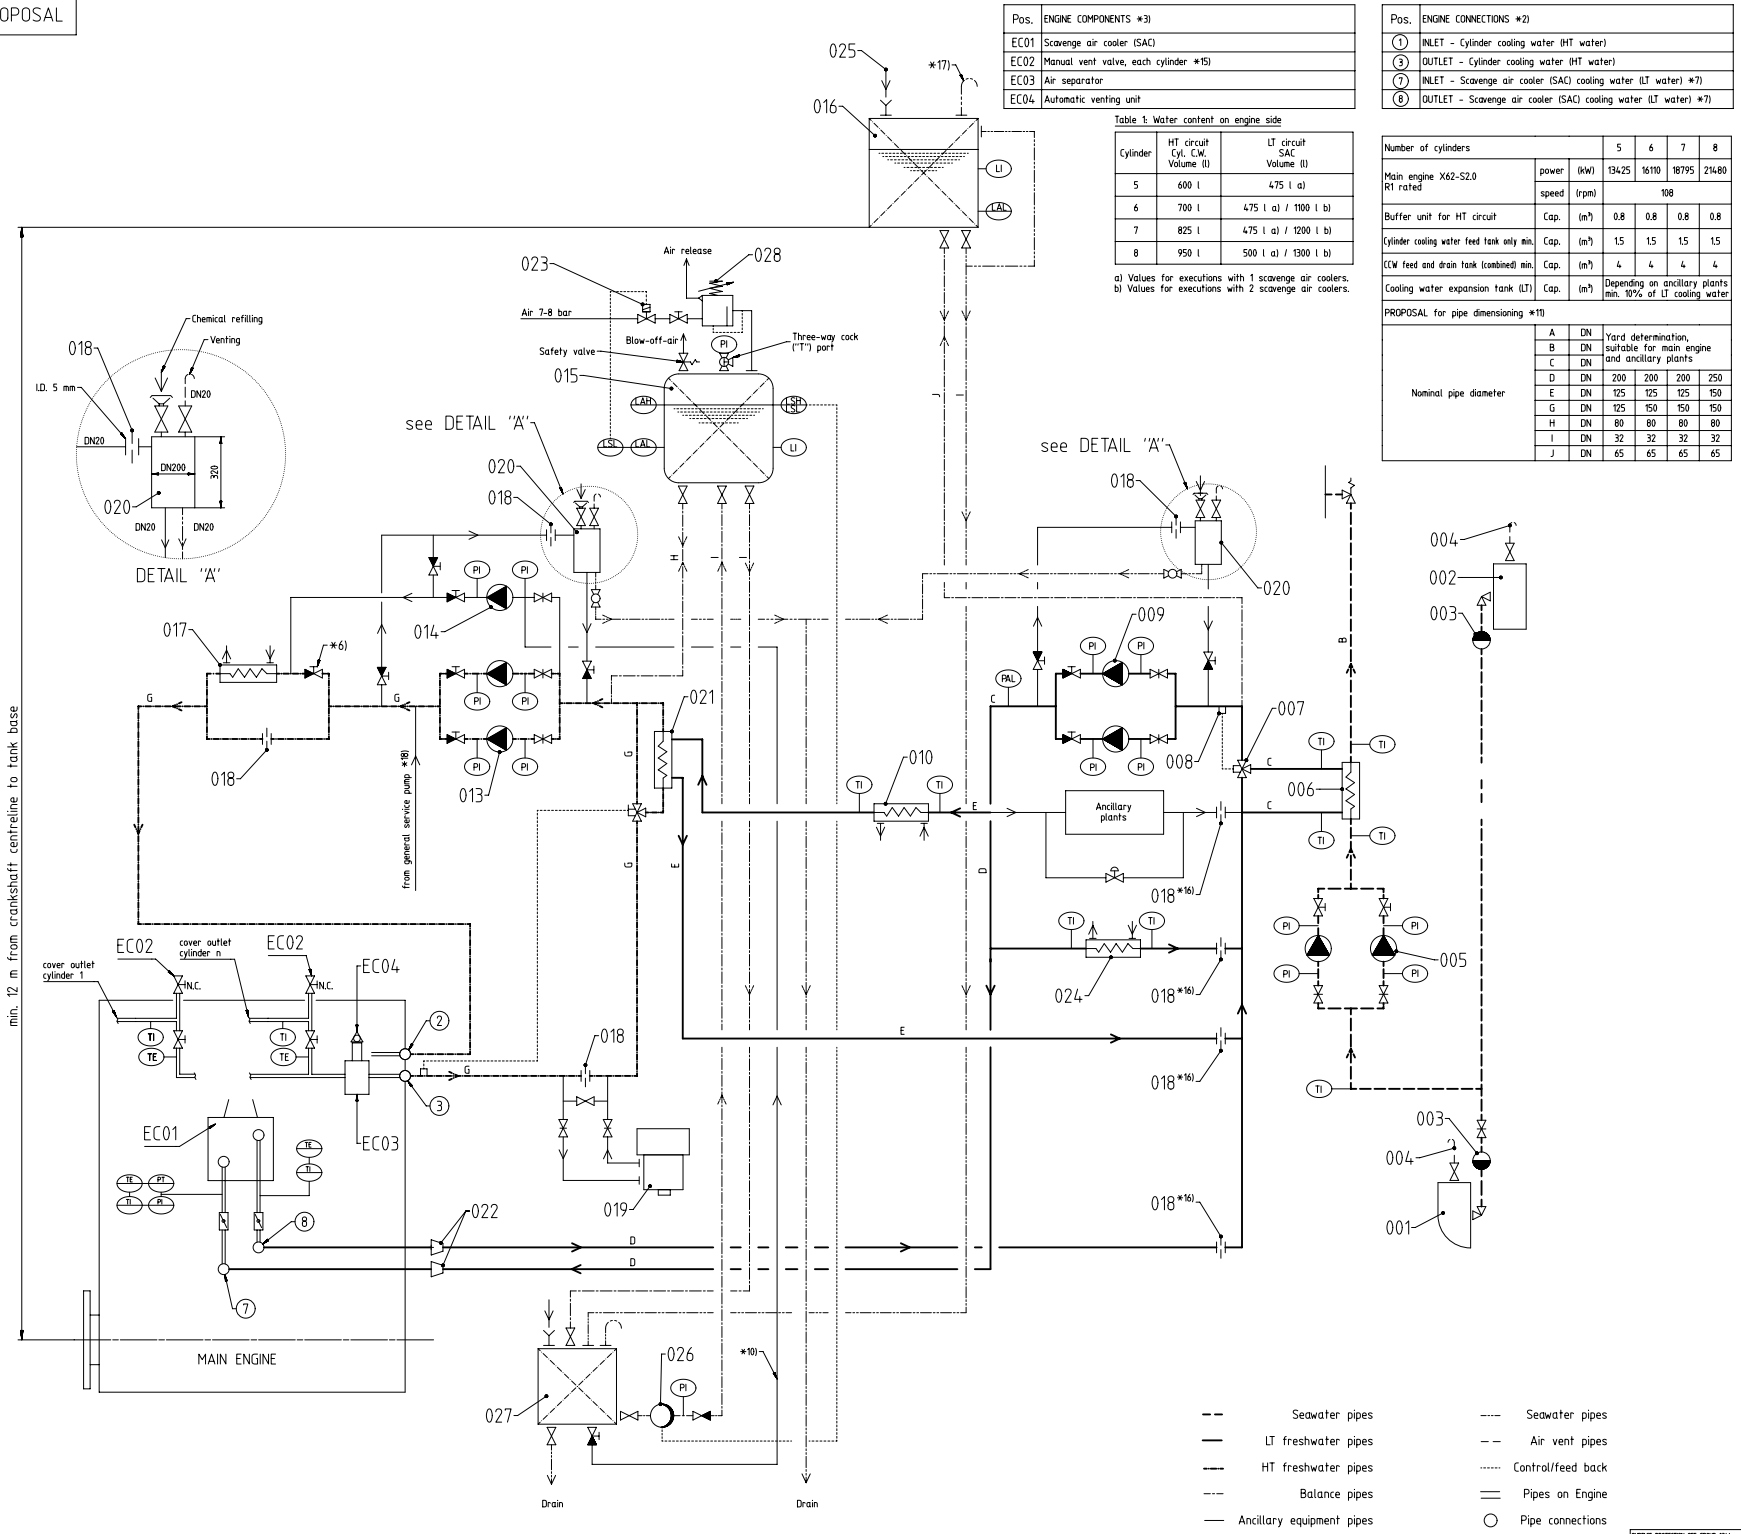 OPOSAL
Pos. ENGINE COMPONENTS *3)
EC01 Scavenge air cooler (SAC)
EC02 Manual vent valve, each cylinder *15)
EC03 Air separator
EC04 Automatic venting unit
Pos. ENGINE CONNECTIONS *2)
1 INLET - Cylinder cooling water (HT water)
3 OUTLET - Cylinder cooling water (HT water)
7 INLET - Scavenge air cooler (SAC) cooling water (LT water) *7)
8 OUTLET - Scavenge air cooler (SAC) cooling water (LT water) *7)
Table 1: Water content on engine side
Cylinder
HT circuit
Cyl. C.W.
Volume (l)
LT circuit
SAC
Volume (l)
5 600 l 475 l a)
6 700 l 475 l a) / 1100 l b)
7 825 l 475 l a) / 1200 l b)
8 950 l 500 l a) / 1300 l b)
a) Values for executions with 1 scavenge air coolers.
b) Values for executions with 2 scavenge air coolers.
Number of cylinders 5 6 7 8
Main engine X62-S2.0
R1 rated
power (kW) 13425 16110 18795 21480
speed (rpm) 108
Buffer unit for HT circuit Cap. (m³) 0.8 0.8 0.8 0.8
Cylinder cooling water feed tank only min. Cap. (m³) 1.5 1.5 1.5 1.5
CCW feed and drain tank (combined) min. Cap. (m³) 4 4 4 4
Cooling water expansion tank (LT) Cap. (m³)
Depending on ancillary plants
min. 10% of LT cooling water
PROPOSAL for pipe dimensioning *11)
Nominal pipe diameter
A DN
B DN
C DN
Yard determination,
suitable for main engine
and ancillary plants
D DN 200 200 200 250
E DN 125 125 125 150
G DN 125 150 150 150
H DN 80 80 80 80
I DN 32 32 32 32
J DN 65 65 65 65
025
*17)
016
LI
LAL
Air release
028
023
Air 7-8 bar
Blow-off-air
PI
Three-way cock
("T") port
Safety valve
015
LAH
LSH
LSL
LSL
LAL
LI
Chemical refilling
Venting
018
DN20
I.D. 5 mm
DN20
DN200
320
020
DN20
DN20
DETAIL "A"
see DETAIL "A"
020
018
see DETAIL "A"
018
020
H
I
I
J
I
004
002
003
B
PI
PI
014
017
*6)
G
G
PI
PI
013
PI
PI
018
from general service pump *18)
021
G
G
E
009
PI
PI
PAL
C
PI
PI
008
007
C
C
TI
TI
006
TI
TI
TI
010
TI
E
Ancillary
plants
018*16)
D
TI
TI
024
018*16)
PI
PI
PI
PI
005
E
018*16)
TI
003
004
001
018*16)
min. 12 m from crankshaft centreline to tank base
EC02
cover outlet
cylinder n
EC02
cover outlet
cylinder 1
N.C.
N.C.
EC04
TI
TE
TI
TE
2
G
3
018
EC01
EC03
TE
TI
TE
PT
TI
PI
8
7
019
022
D
D
MAIN ENGINE
*10)
026
PI
027
Drain
Drain
Seawater pipes
LT freshwater pipes
HT freshwater pipes
Balance pipes
Ancillary equipment pipes
Seawater pipes
Air vent pipes
Control/feed back
Pipes on Engine
Pipe connections